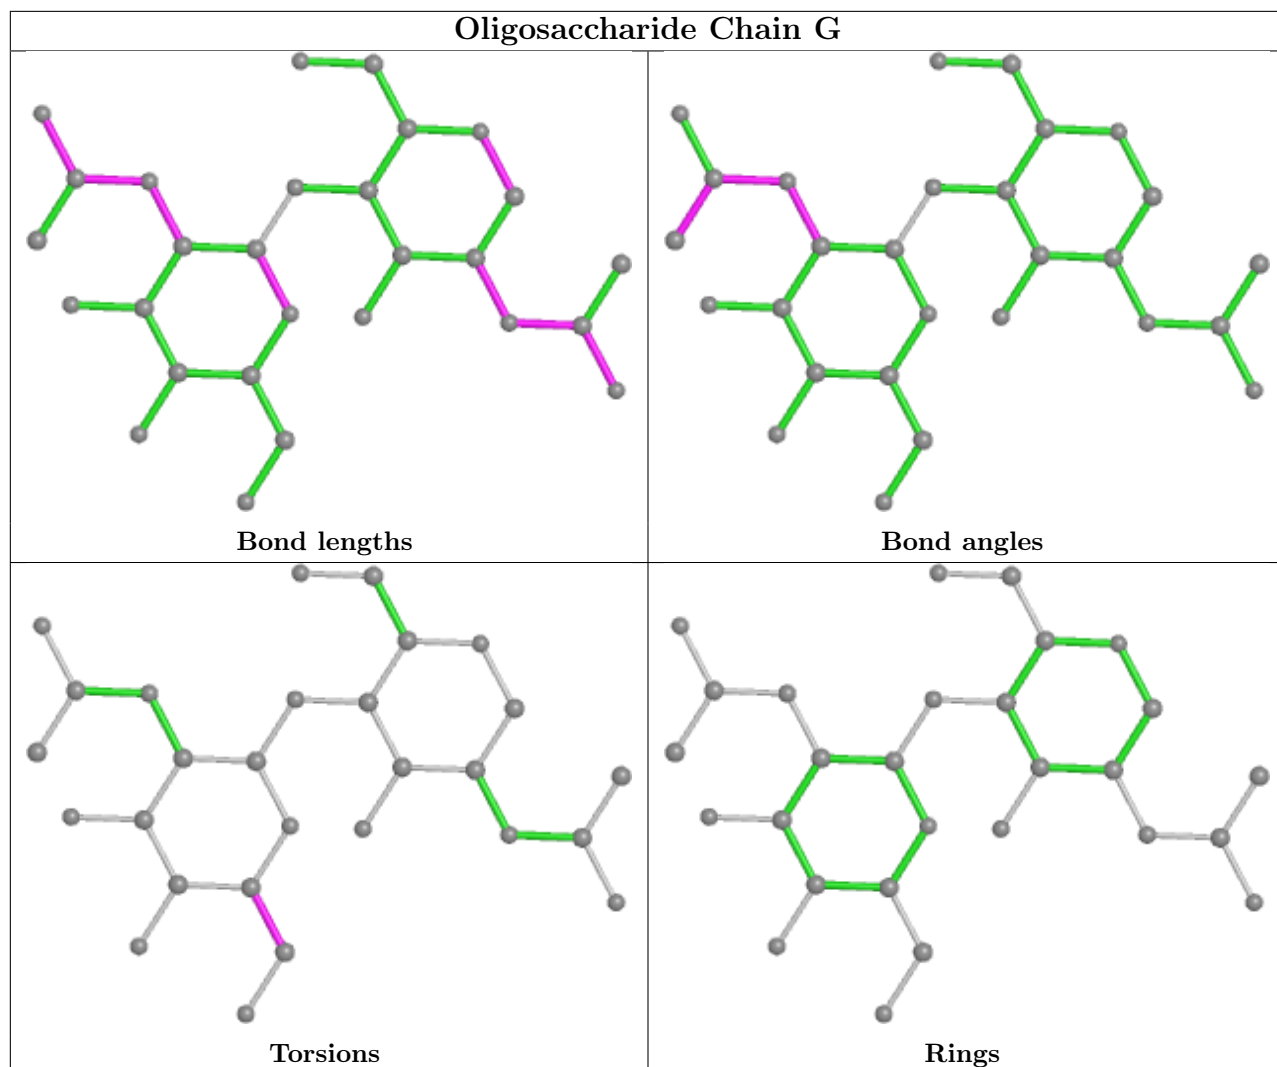 Oligosaccharide Chain G
Bond lengths
Bond angles
Torsions
Rings